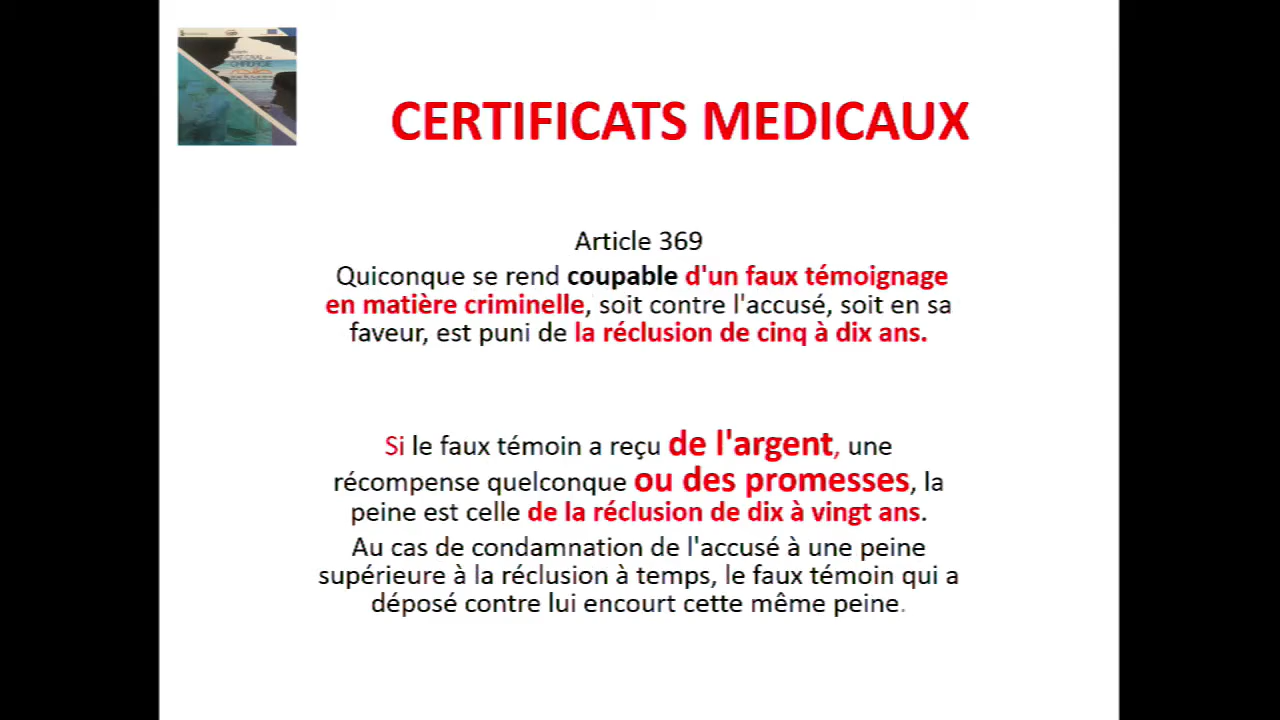 CERTIFICATS MEDICAUX
Article 369
Quiconque se rend coupable d'un faux témoignage
en matière criminelle, soit contre l'accusé, soit en sa
faveur, est puni de la réclusion de cinq à dix ans.
Si le faux témoin a reçu de l'argent, une
récompense quelconque ou des promesses, la
peine est celle de la réclusion de dix à vingt ans.
Au cas de condamnation de l'accusé à une peine
supérieure à la réclusion à temps, le faux témoin qui a
déposé contre lui encourt cette même peine.